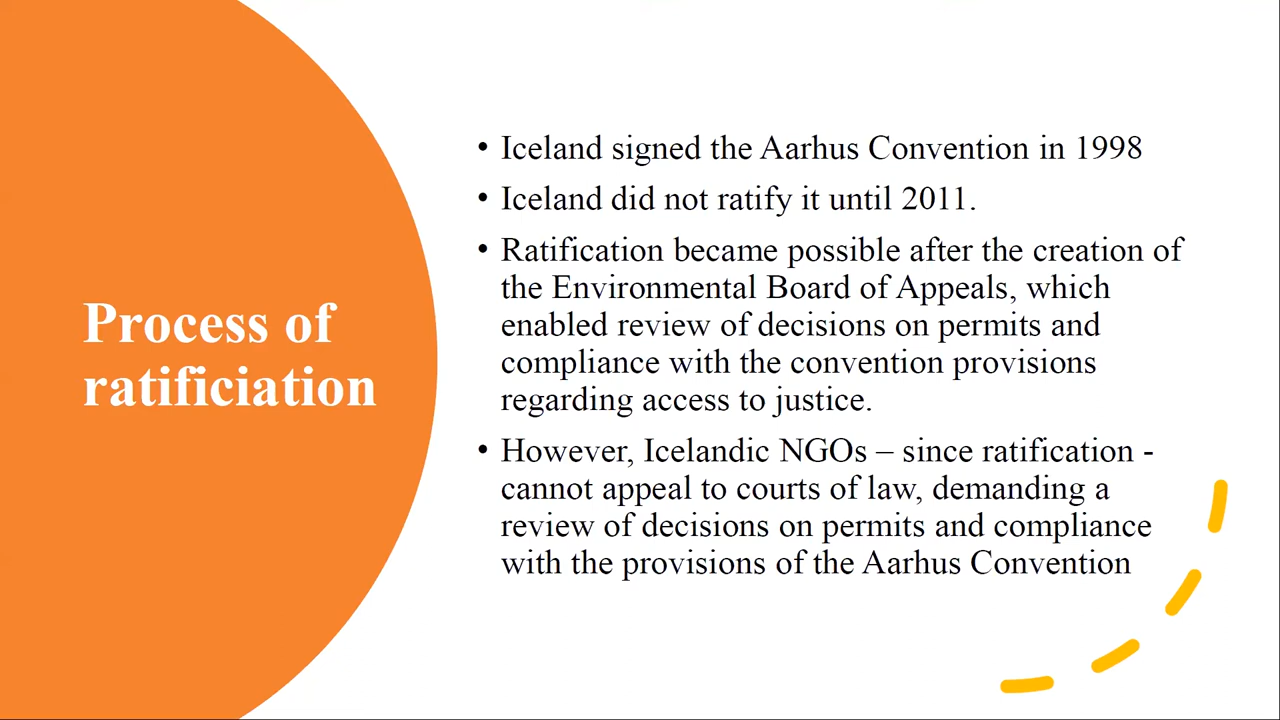 Process of
ratificiation
• Iceland signed the Aarhus Convention in 1998
• Iceland did not ratify it until 2011.
• Ratification became possible after the creation of
the Environmental Board of Appeals, which
enabled review of decisions on permits and
compliance with the convention provisions
regarding access to justice.
• However, Icelandic NGOs – since ratification -
cannot appeal to courts of law, demanding a
review of decisions on permits and compliance
with the provisions of the Aarhus Convention